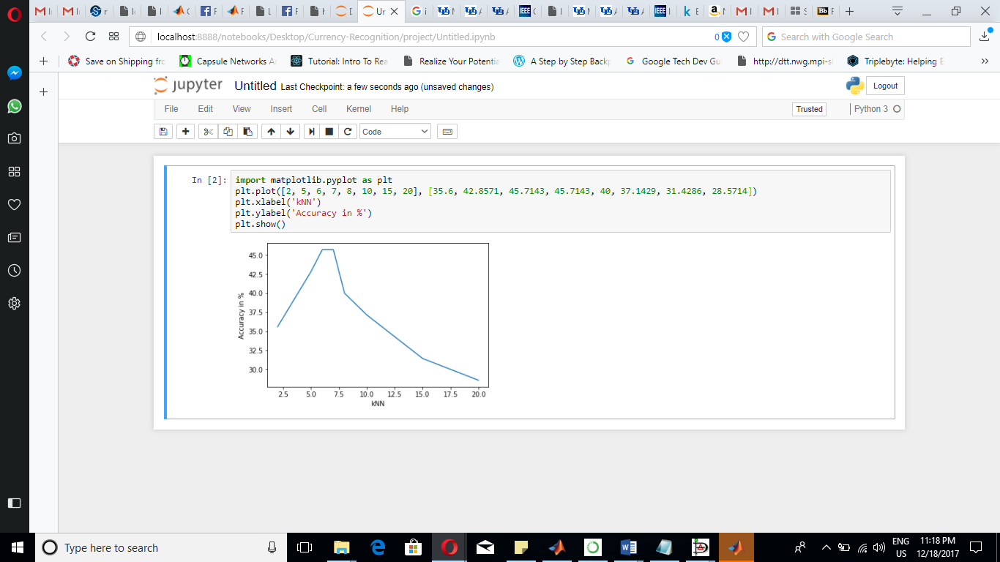 Ur
localhost:8888/notebooks/Desktop/Currency-Recognition/project/Untitled.ipynb
0
Search with Google Search
Save on Shipping fro
Capsule Networks A
Tutorial: Intro To Rea
Realize Your Potentia
A Step by Step Backp
Google Tech Dev Gu
http://dtt.nwg.mpi-sl
Triplebyte: Helping E
jupyter Untitled Last Checkpoint: a few seconds ago (unsaved changes)
Logout
File Edit View Insert Cell Kernel Help
Trusted
Python 3
Code
In [2]:
import matplotlib.pyplot as plt
plt.plot([2, 5, 6, 7, 8, 10, 15, 20], [35.6, 42.8571, 45.7143, 45.7143, 40, 37.1429, 31.4286, 28.5714])
plt.xlabel('kNN')
plt.ylabel('Accuracy in %')
plt.show()
Accuracy in %
45.0
42.5
40.0
37.5
35.0
32.5
30.0
2.5 5.0 7.5 10.0 12.5 15.0 17.5 20.0
kNN
Type here to search
ENG
US
11:18 PM
12/18/2017